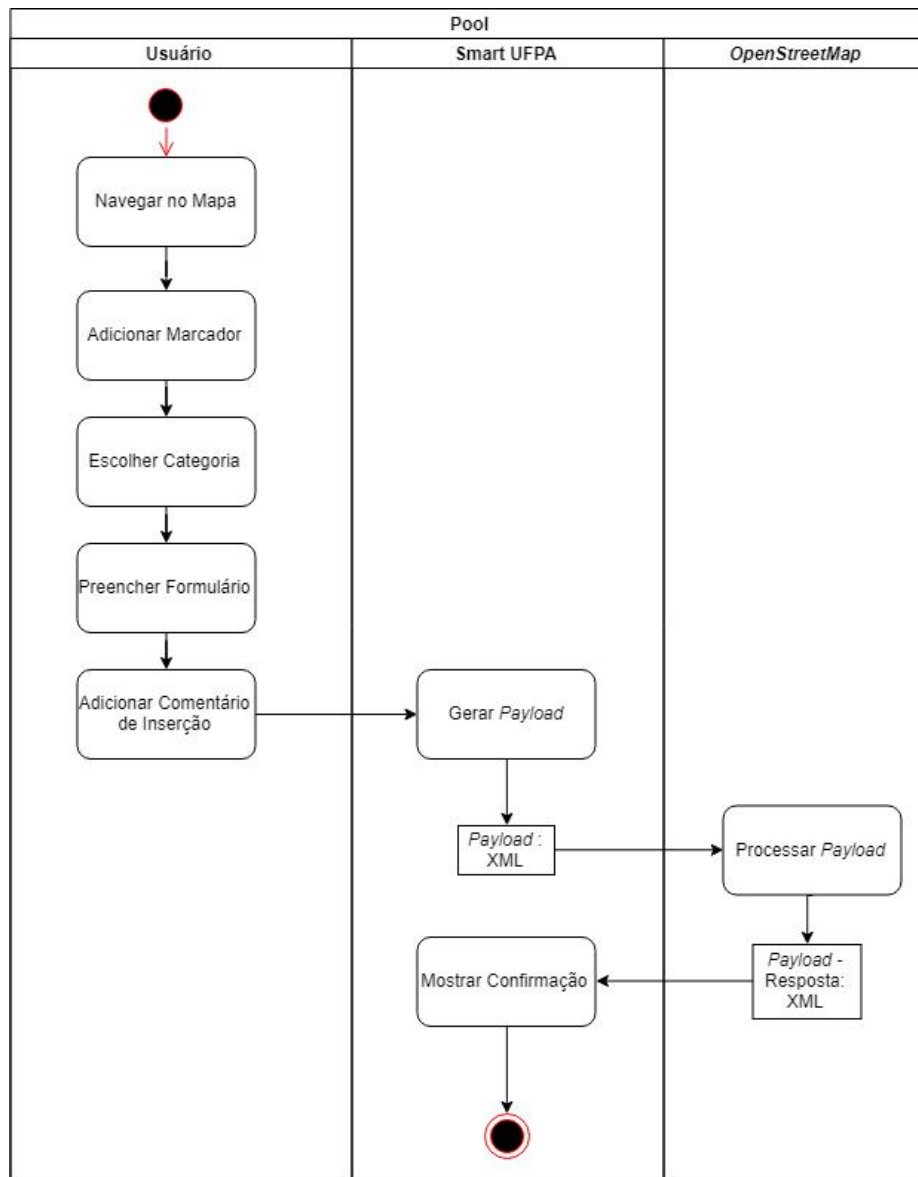 Pool
Usuário
Smart UFPA
OpenStreetMap
Navegar no Mapa
Adicionar Marcador
Escolher Categoria
Preencher Formulário
Adicionar Comentário
de Inserção
Gerar Payload
Payload :
XML
Processar Payload
Payload -
Resposta:
XML
Mostrar Confirmação